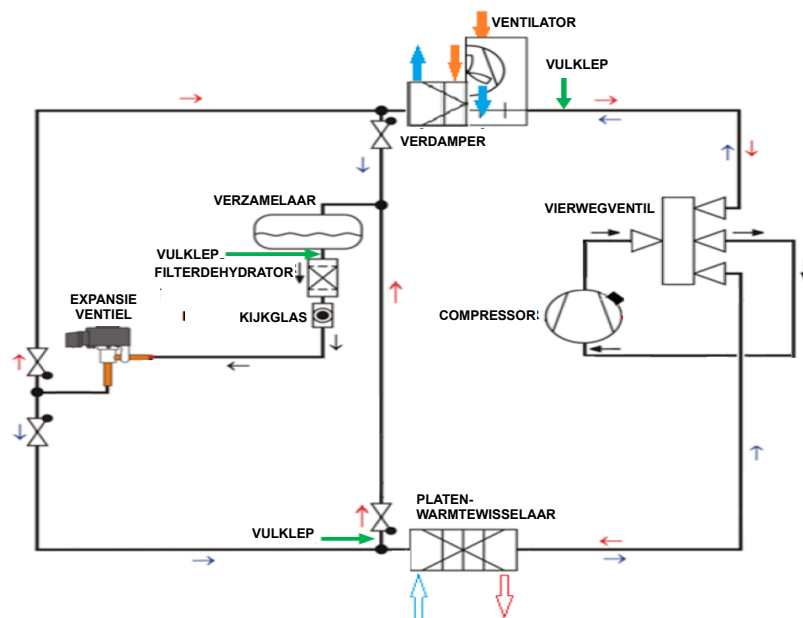 VENTILATOR
VULKLEP
VERDAMPER
VERZAMELAAR
VIERWEGVENTIL
VULKLEP
FILTERDEHYDRATOR
EXPANSIE
VENTIEL
KIJKGLAS
COMPRESSOR
PLATEN-
WARMTEWISSELAAR
VULKLEP